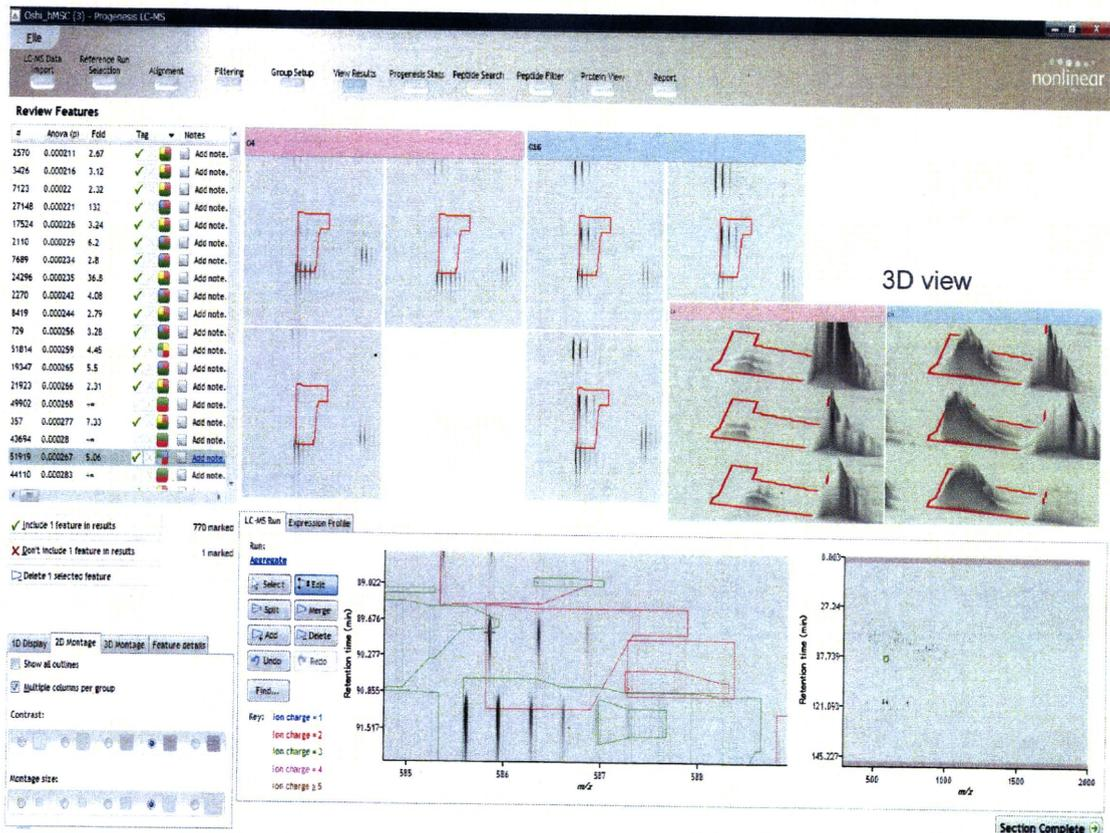 Oshi_hMSC (3) - Progenesis LC-MS
File
LC-MS Data Import
Reference Run Selection
Alignment
Filtering
Group Setup
View Results
Progenesis Stats
Peptide Search
Peptide Filter
Protein View
Report
nonlinear
Review Features
# Anova (p) Fold Tag Notes
2570 0.000211 2.67 Add note.
3426 0.000216 3.12 Add note.
7123 0.00022 2.32 Add note.
27148 0.000221 132 Add note.
17524 0.000226 3.24 Add note.
2110 0.000229 6.2 Add note.
7689 0.000234 2.8 Add note.
24296 0.000235 36.8 Add note.
2270 0.000242 4.08 Add note.
8419 0.000244 2.79 Add note.
729 0.000256 3.28 Add note.
51814 0.000259 4.45 Add note.
19347 0.000265 5.5 Add note.
21923 0.000266 2.31 Add note.
49902 0.000268 Add note.
357 0.000277 7.33 Add note.
43694 0.00028 Add note.
51919 0.000267 5.06 Add note.
44110 0.000283 Add note.
3D view
Include 1 feature in results 770 marked
Don't include 1 feature in results 1 marked
Delete 1 selected feature
1D Display 2D Montage 3D Montage Feature details
Show all outlines
Multiple columns per group
Contrast:
Montage size:
LC-MS Run Expression Profile
Run:
Aggregate
Select Edit
Split Merge
Add Delete
Undo Redo
Find...
Key: Ion charge = 1
Ion charge = 2
Ion charge = 3
Ion charge = 4
Ion charge ≥ 5
Retention time (min)
89.676
90.277
90.855
91.517
585 586 587 588
m/z
Retention time (min)
27.24
121.093
145.227
500 1000 1500 2000
m/z
Section Complete